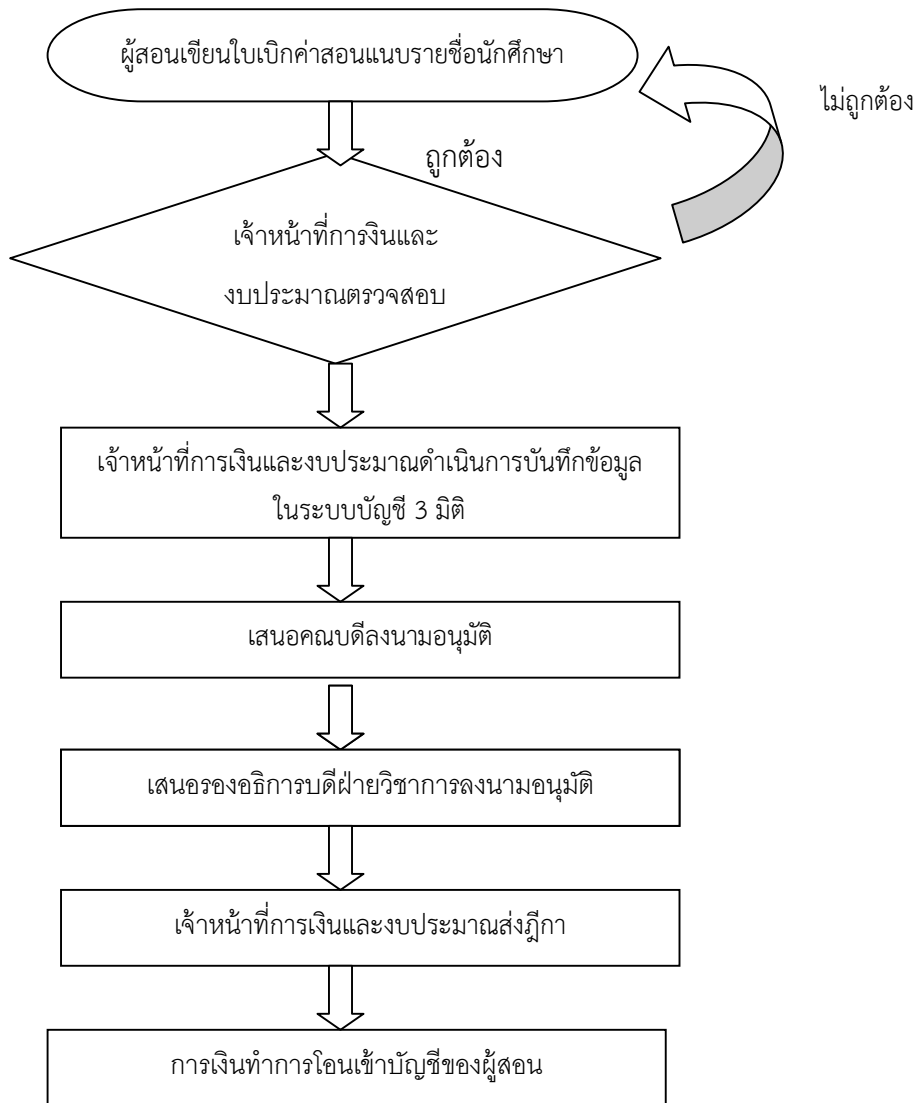 ผู้สอนเขียนใบเบิกค่าสอนแนบรายชื่อนักศึกษา
ไม่ถูกต้อง
ถูกต้อง
เจ้าหน้าที่การงินและ
งบประมาณตรวจสอบ
เจ้าหน้าที่การเงินและงบประมาณดำเนินการบันทึกข้อมูล
ในระบบบัญชี 3 มิติ
เสนอคณบดีลงนามอนุมัติ
เสนอรองอธิการบดีฝ่ายวิชาการลงนามอนุมัติ
เจ้าหน้าที่การเงินและงบประมาณส่งฎีกา
การเงินทำการโอนเข้าบัญชีของผู้สอน